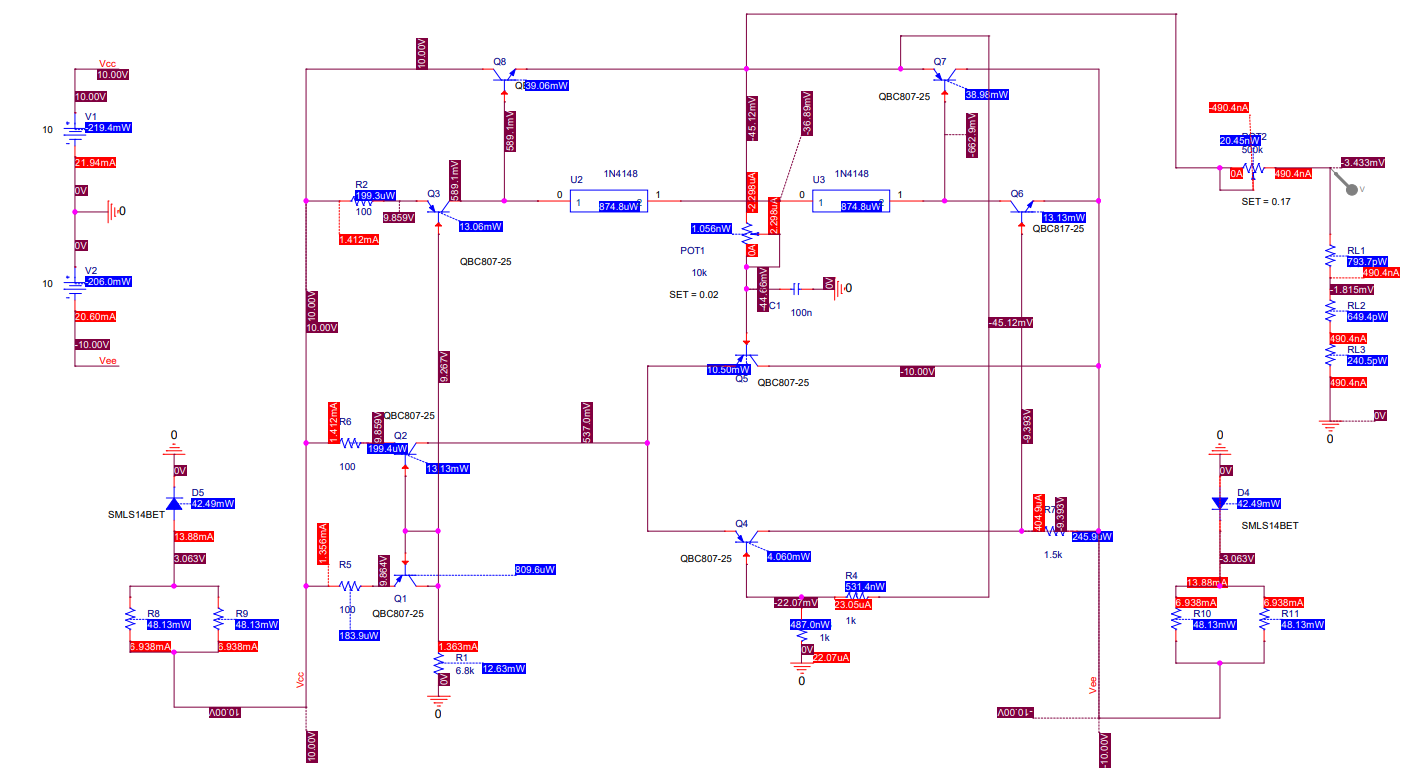 Vcc
10.00V
10.00V
V1
10
-219.4mW
21.94mA
0V
0
0V
V2
10
-206.0mW
20.60mA
-10.00V
Vee
10.00V
Q8
39.06mW
589.1mV
589.1mV
R2
199.3uW
100
9.859V
1.412mA
Q3
13.06mW
QBC807-25
U2
1N4148
0
1
1
2
874.8uW
-45.12mV
-36.89mV
-2.298uA
2.298uA
1.056nW
0A
POT1
10k
SET = 0.02
-44.66mV
C1
100n
0V
0
U3
1N4148
0
1
1
2
874.8uW
Q7
QBC807-25
38.98mW
-662.9mV
Q6
13.13mW
QBC817-25
-490.4nA
20.45nW
POT2
500k
0A
490.4nA
SET = 0.17
-3.433mV
V
RL1
793.7pW
490.4nA
-1.815mV
RL2
649.4pW
490.4nA
RL3
240.5pW
490.4nA
0V
0
10.00V
10.00V
9.267V
-45.12mV
10.50mW
Q5
QBC807-25
-10.00V
1.412mA
R6
9.859V
QBC807-25
Q2
199.4uW
13.13mW
100
537.0mV
-9.393V
0
0V
D5
42.49mW
SMLS14BET
13.88mA
3.063V
R8
48.13mW
R9
48.13mW
6.938mA
6.938mA
10.00V
Vcc
10.00V
1.356mA
R5
9.864V
100
Q1
QBC807-25
183.9uW
809.6uW
1.363mA
R1
6.8k
12.63mW
0V
0
Q4
QBC807-25
4.060mW
404.9uA
R7
-9.393V
245.9uW
1.5k
R4
531.4nW
-22.07mV
23.05uA
1k
487.0nW
1k
0V
22.07uA
0
0
0V
D4
42.49mW
SMLS14BET
-3.063V
13.88mA
6.938mA
6.938mA
R10
48.13mW
R11
48.13mW
Vee
-10.00V
-10.00V